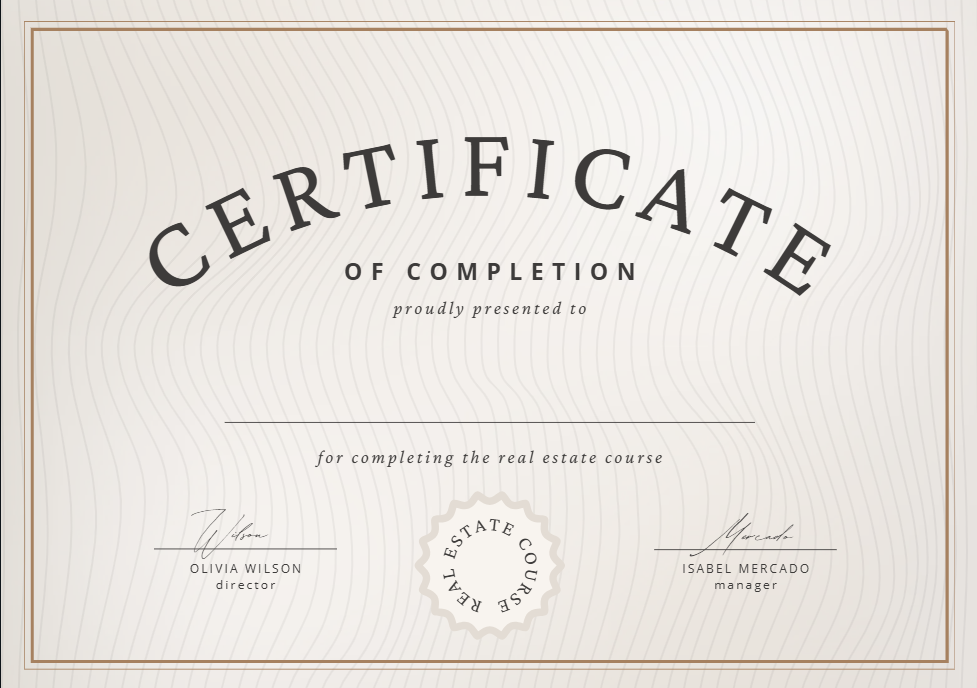 CERTIFICATE
OF COMPLETION
proudly presented to
for completing the real estate course
Wilson
OLIVIA WILSON
director
REAL ESTATE COURSE
Mercado
ISABEL MERCADO
manager